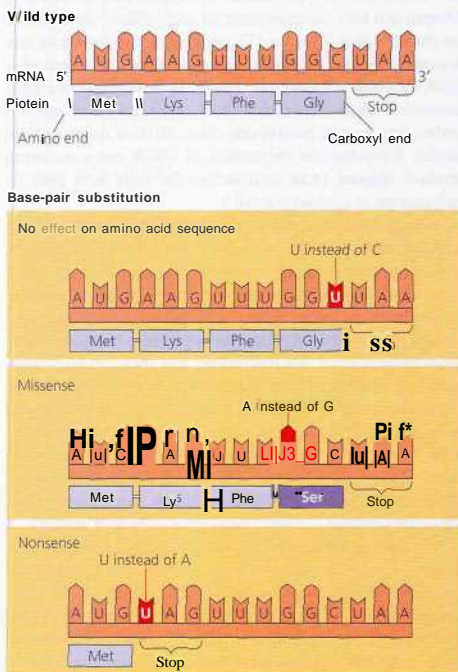 Wild type
A U G A A G U U U G G C U A A
mRNA 5' 3'
Piotein Met Lys Phe Gly Stop
Amino end Carboxyl end
Base-pair substitution
No effect on amino acid sequence
U instead of C
A U G A A G U U U G G U U A A
Met Lys Phe Gly
Missense
A instead of G
A U A U G C A
Met Lys Phe Ser Stop
Nonsense
U instead of A
A U G U A G U U U G G C U A A
Met Stop